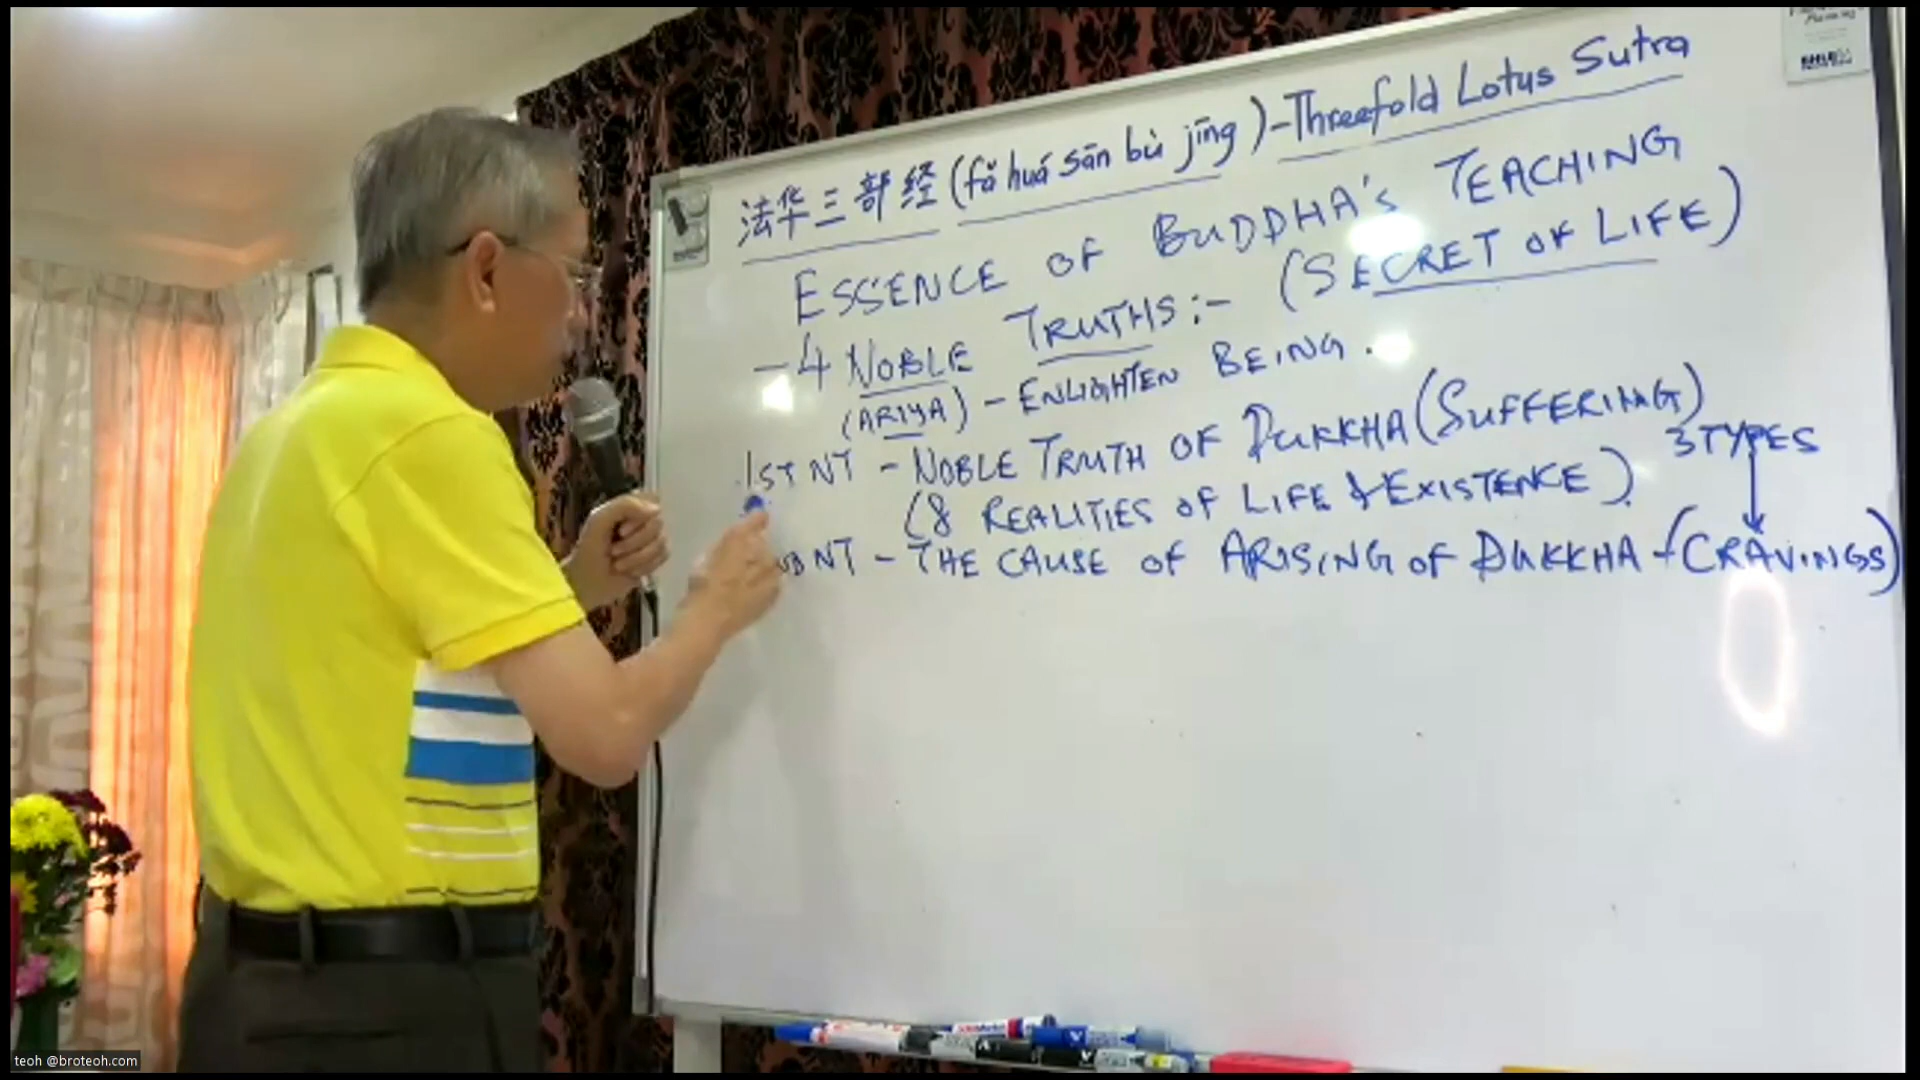 法华三部经 (fǎ huá sān bù jīng) - Threefold Lotus Sutra
ESSENCE OF BUDDHA'S TEACHING
- 4 NOBLE TRUTHS:- (SECRET OF LIFE)
(ARIYA) - ENLIGHTEN BEING.
1ST NT - NOBLE TRUTH OF DUKKHA (SUFFERING)
3 TYPES
(8 REALITIES OF LIFE & EXISTENCE)
NT - THE CAUSE OF ARISING OF DUKKHA - (CRAVINGS)
teoh @broteoh.com